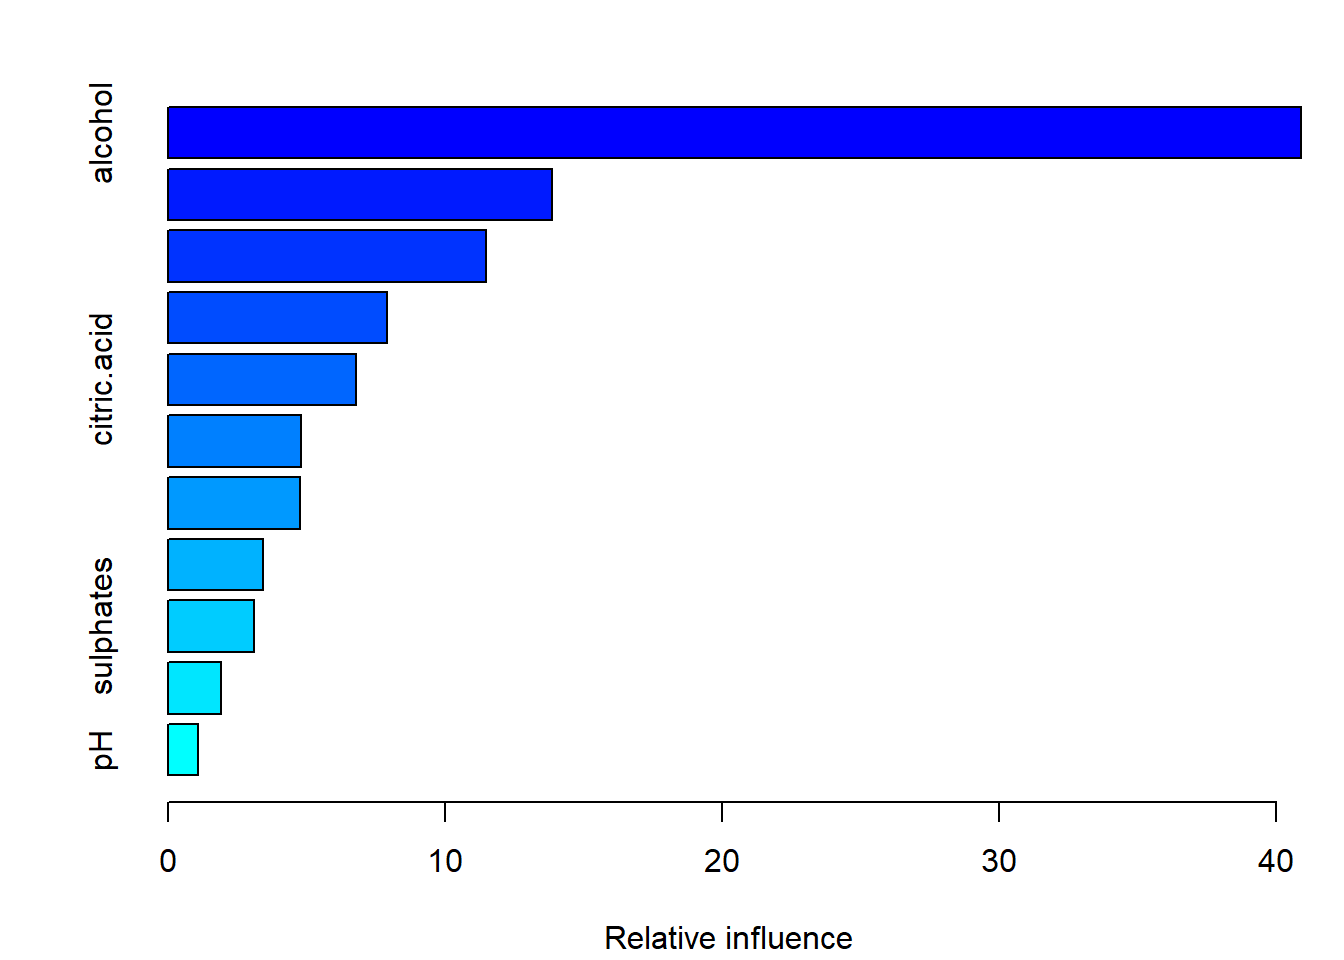 alcohol
citric.acid
sulphates
pH
0 10 20 30 40
Relative influence